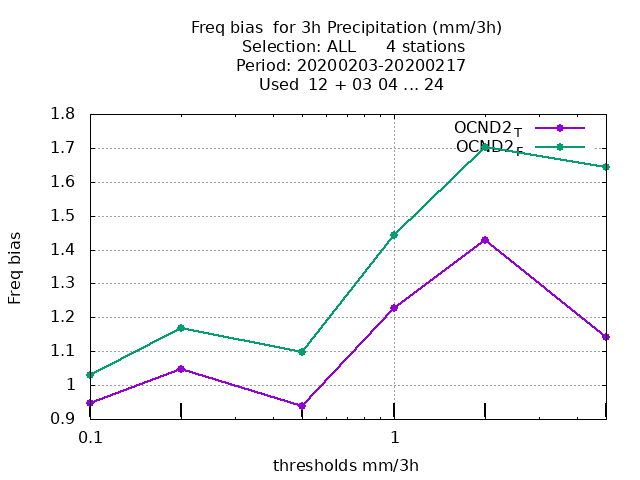 Freq bias  for 3h Precipitation (mm/3h)
Selection: ALL      4 stations
Period: 20200203-20200217
Used  12 + 03 04 ... 24
1.8
1.7
1.6
1.5
1.4
1.3
1.2
1.1
1
0.9
Freq bias
OCND2T
OCND2F
0.1
1
thresholds mm/3h